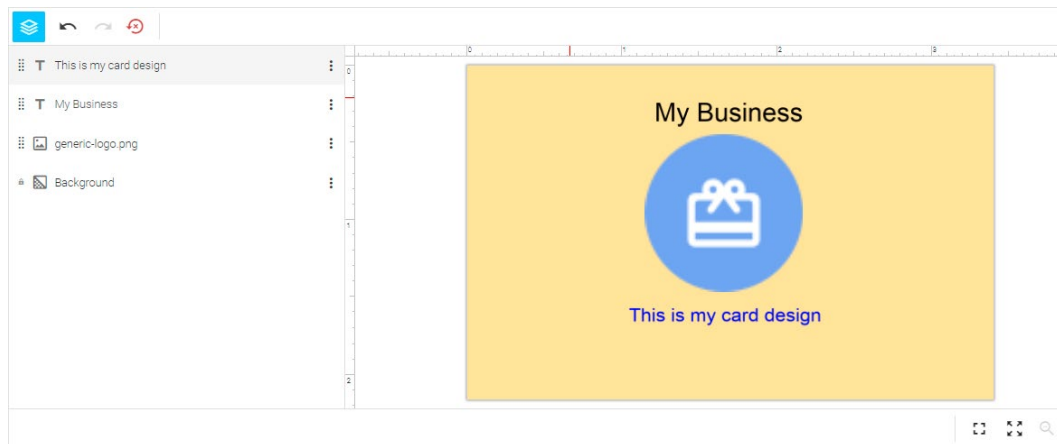 This is my card design
My Business
generic-logo.png
Background
0 1 2 3
0
1
2
My Business
This is my card design